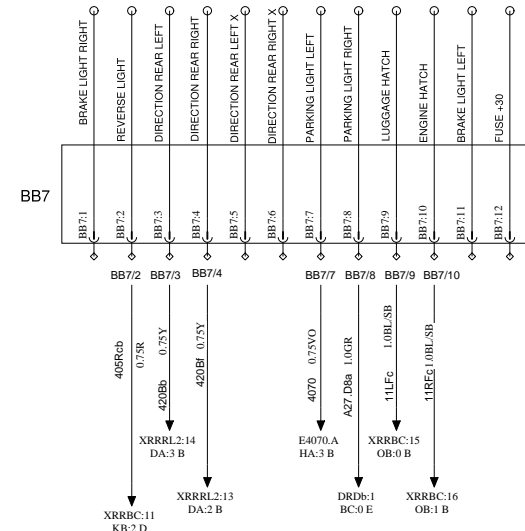 BRAKE LIGHT RIGHT
REVERSE LIGHT
DIRECTION REAR LEFT
DIRECTION REAR RIGHT
DIRECTION REAR LEFT X
DIRECTION REAR RIGHT X
PARKING LIGHT LEFT
PARKING LIGHT RIGHT
LUGGAGE HATCH
ENGINE HATCH
BRAKE LIGHT LEFT
FUSE +30
BB7
BB7:1
BB7:2
BB7:3
BB7:4
BB7:5
BB7:6
BB7:7
BB7:8
BB7:9
BB7:10
BB7:11
BB7:12
BB7/2
BB7/3
BB7/4
BB7/7
BB7/8
BB7/9
BB7/10
405Rcb
0.75R
420Bb
0.75Y
420Bf
0.75Y
4070
0.75VO
A27.D8a
1.0GR
11LFc
1.0BL/SB
11RFc
1.0BL/SB
XRRRL2:14
DA:3 B
E4070.A
HA:3 B
XRRBC:15
OB:0 B
XRRBC:11
KB:2 D
XRRRL2:13
DA:2 B
DRDb:1
BC:0 E
XRRBC:16
OB:1 B